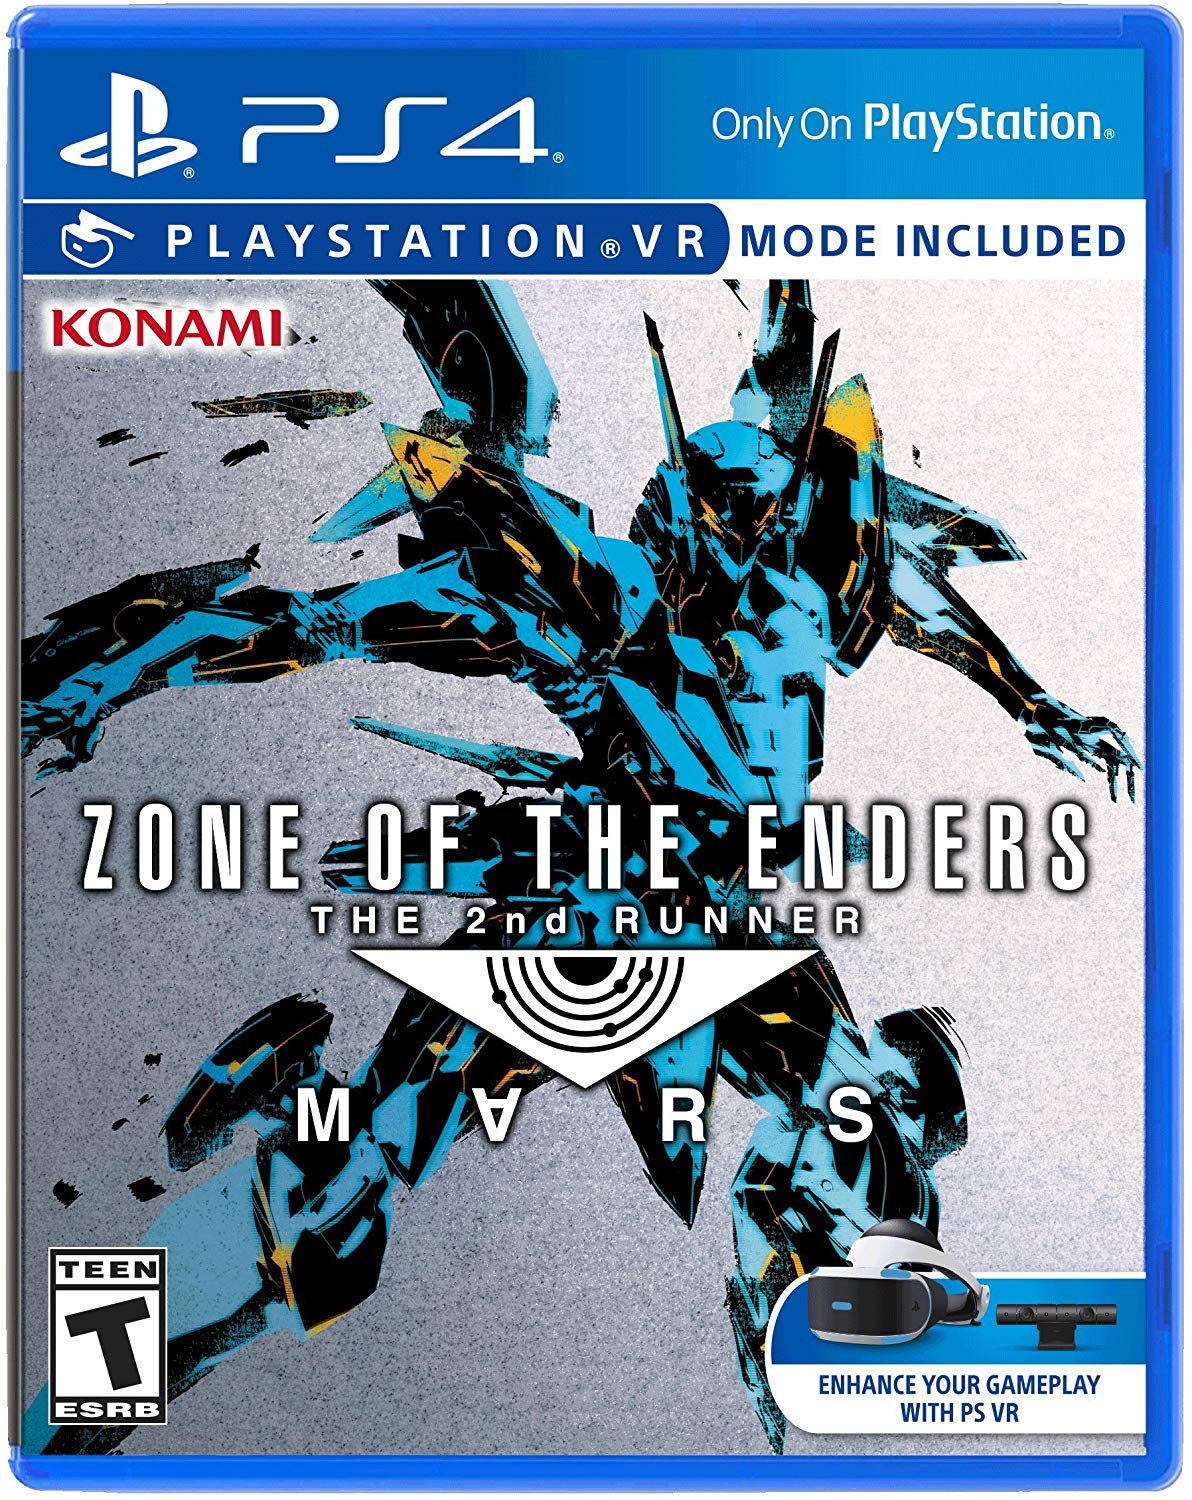 PS4®
Only On PlayStation®
PLAYSTATION®VR MODE INCLUDED
KONAMI
ZONE OF THE ENDERS
THE 2nd RUNNER
M∀RS
TEEN
T
ESRB
ENHANCE YOUR GAMEPLAY
WITH PS VR